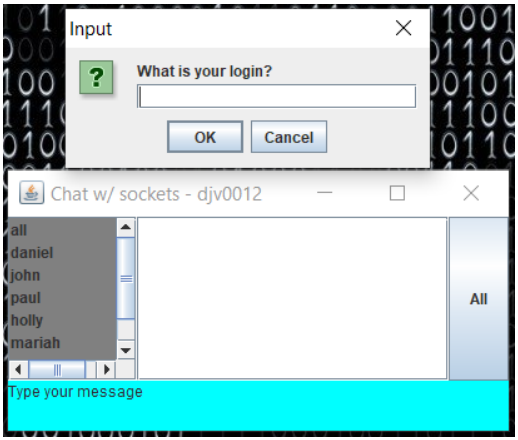 Input
What is your login?
OK
Cancel
Chat w/ sockets - djv0012
all
daniel
john
paul
holly
mariah
All
Type your message